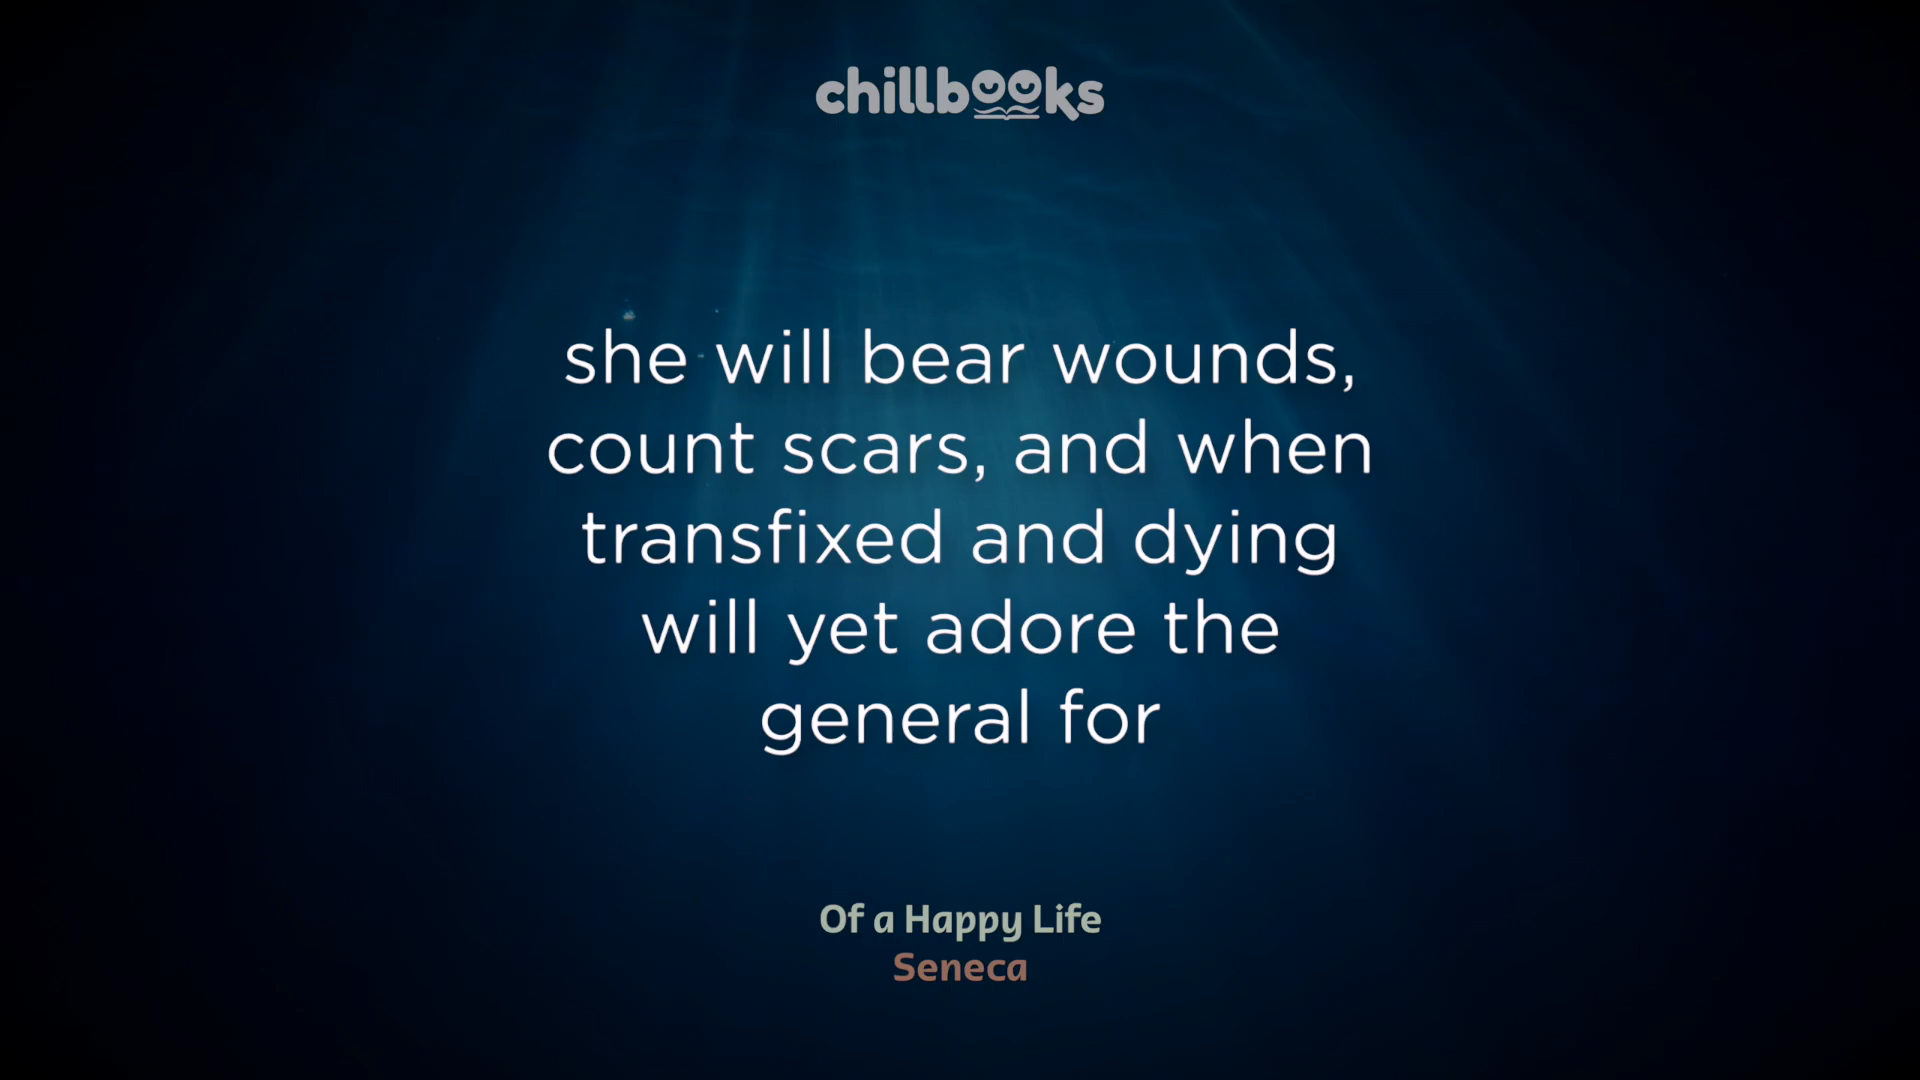 chillbooks
she will bear wounds,
count scars, and when
transfixed and dying
will yet adore the
general for
Of a Happy Life
Seneca